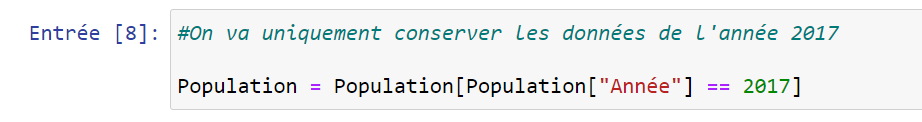 Entrée [8]: #On va uniquement conserver les données de l'année 2017
Population = Population[Population["Année"] == 2017]